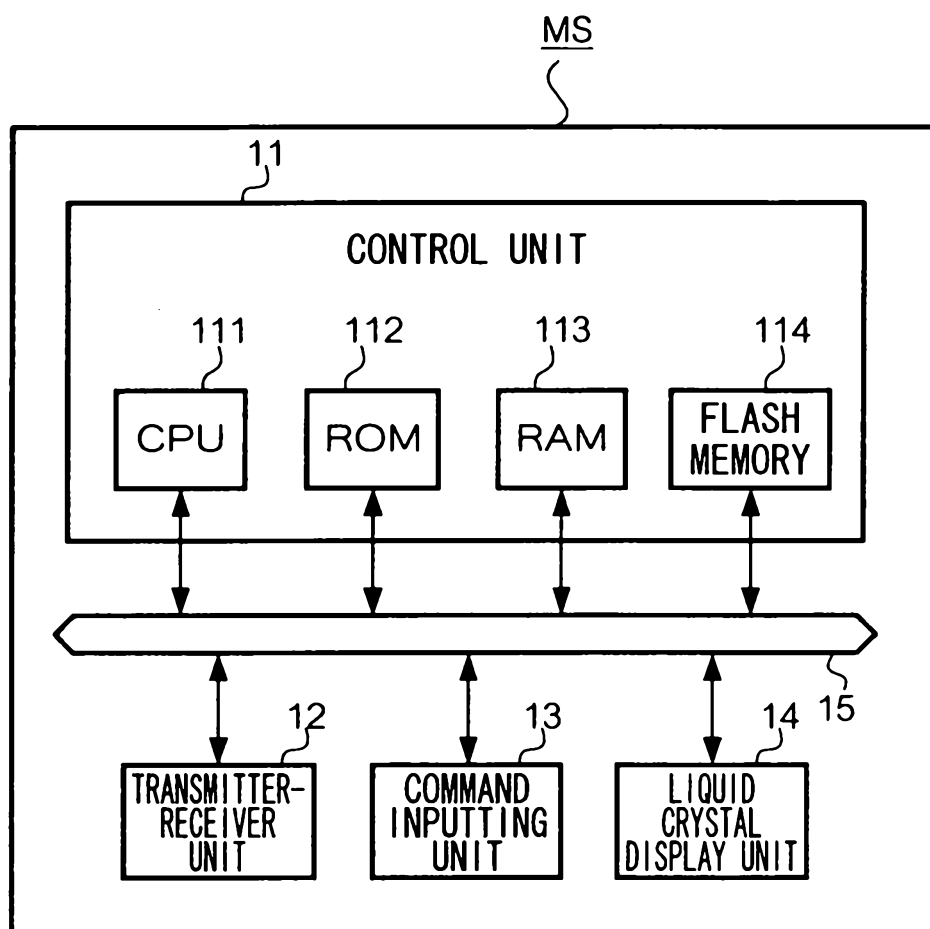 MS
11
CONTROL UNIT
111
112
113
114
CPU
ROM
RAM
FLASH
MEMORY
15
12
13
14
TRANSMITTER-
RECEIVER
UNIT
COMMAND
INPUTTING
UNIT
LIQUID
CRYSTAL
DISPLAY UNIT